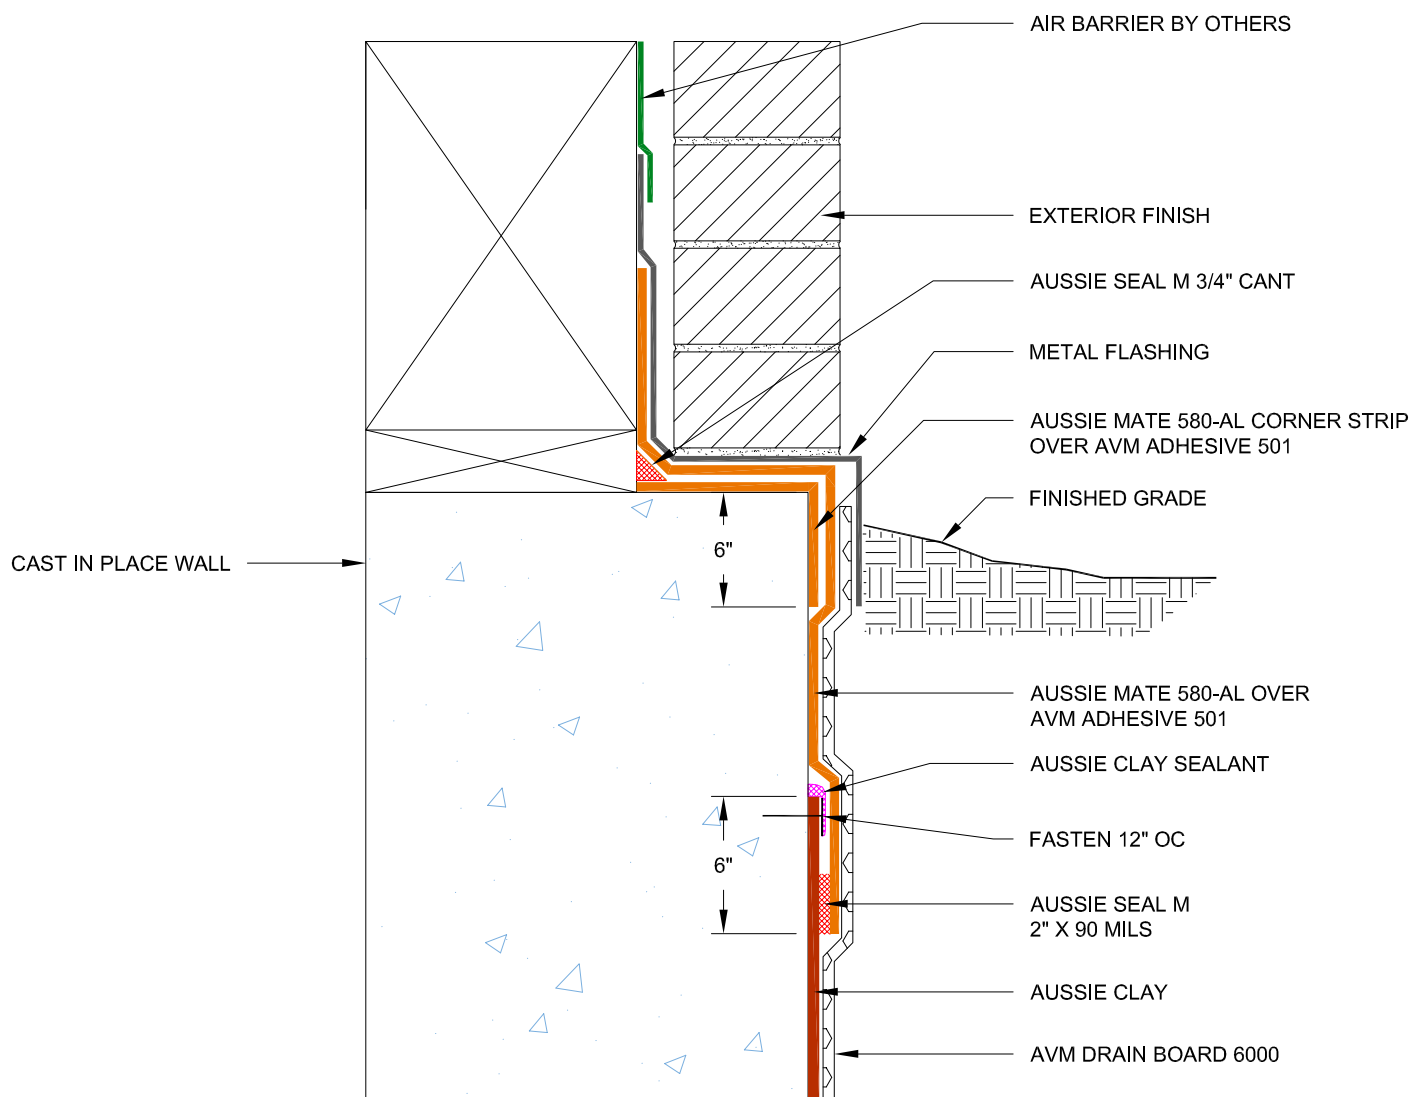 AIR BARRIER BY OTHERS
EXTERIOR FINISH
AUSSIE SEAL M 3/4" CANT
METAL FLASHING
AUSSIE MATE 580-AL CORNER STRIP
OVER AVM ADHESIVE 501
FINISHED GRADE
6"
CAST IN PLACE WALL
AUSSIE MATE 580-AL OVER
AVM ADHESIVE 501
AUSSIE CLAY SEALANT
FASTEN 12" OC
6"
AUSSIE SEAL M
2" X 90 MILS
AUSSIE CLAY
AVM DRAIN BOARD 6000